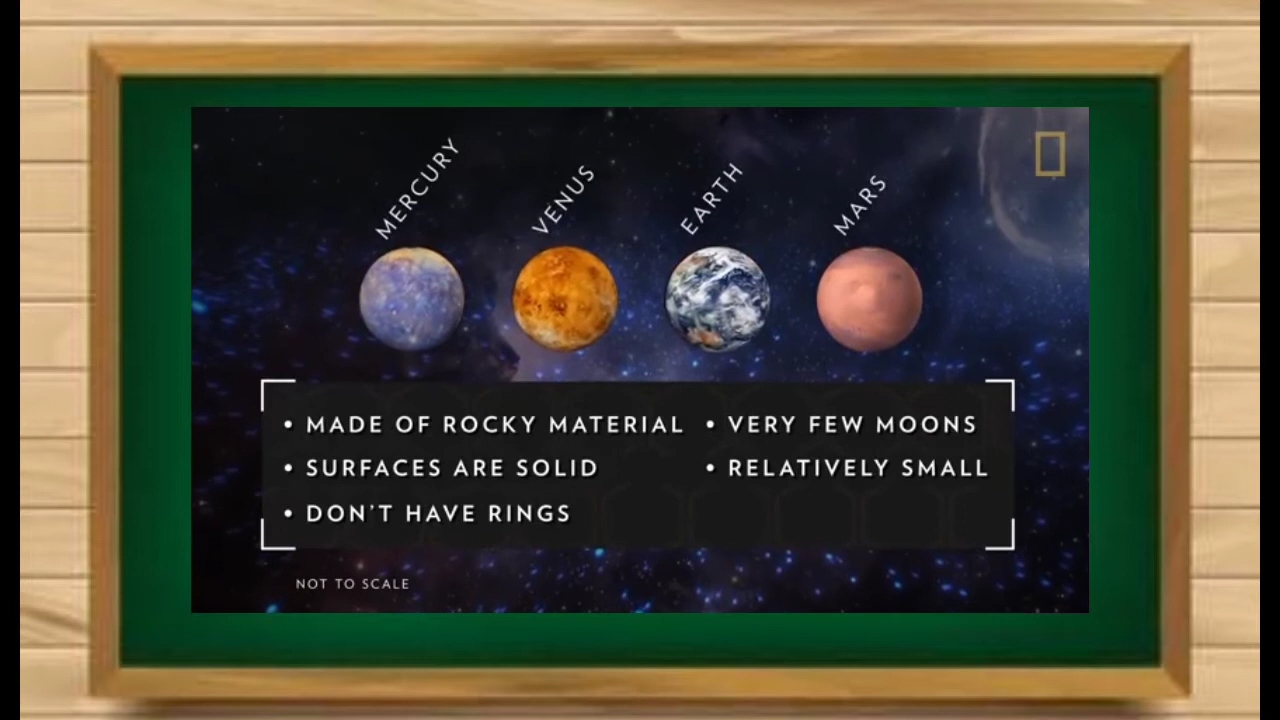 MERCURY
VENUS
EARTH
MARS
• MADE OF ROCKY MATERIAL
• SURFACES ARE SOLID
• DON'T HAVE RINGS
• VERY FEW MOONS
• RELATIVELY SMALL
NOT TO SCALE